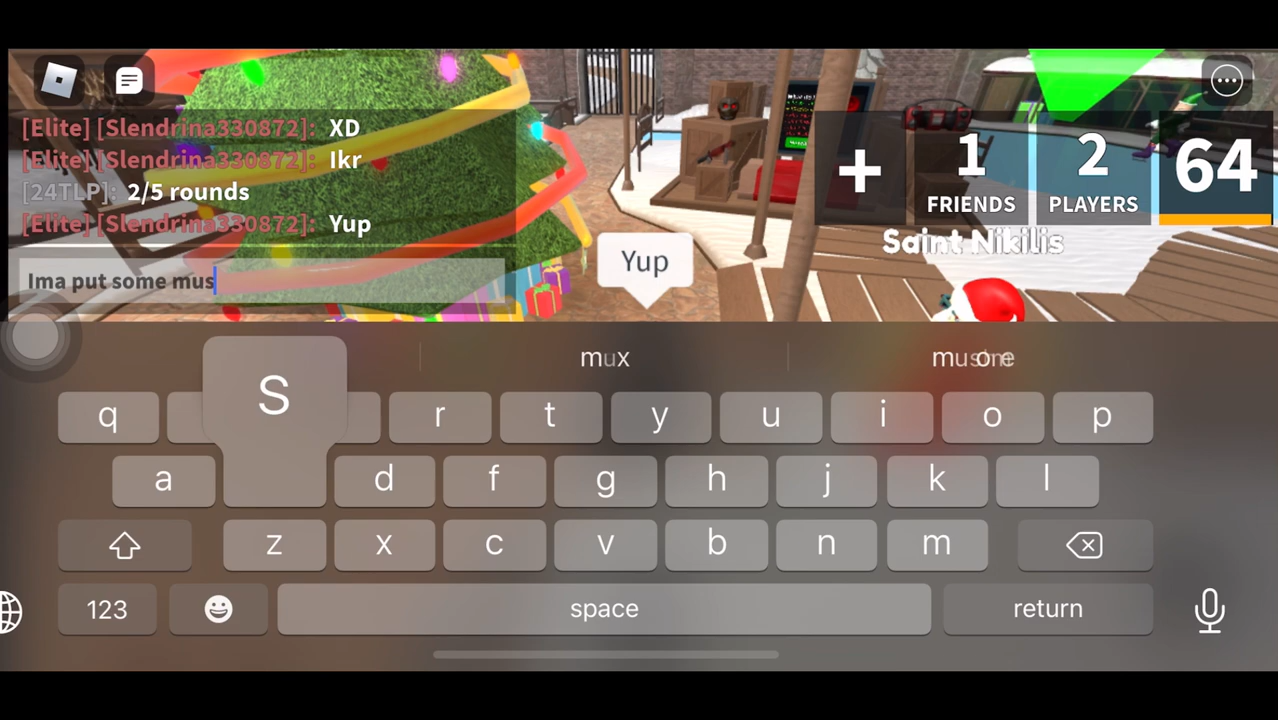 [Elite] [Slendrina330872]: XD
[Elite] [Slendrina330872]: Ikr
[24TLP]: 2/5 rounds
[Elite] [Slendrina330872]: Yup
Ima put some mus
Yup
+
1
FRIENDS
2
PLAYERS
64
Saint Nikilis
mux
S
q r t y u i o p
a d f g h j k l
z x c v b n m
123 space return